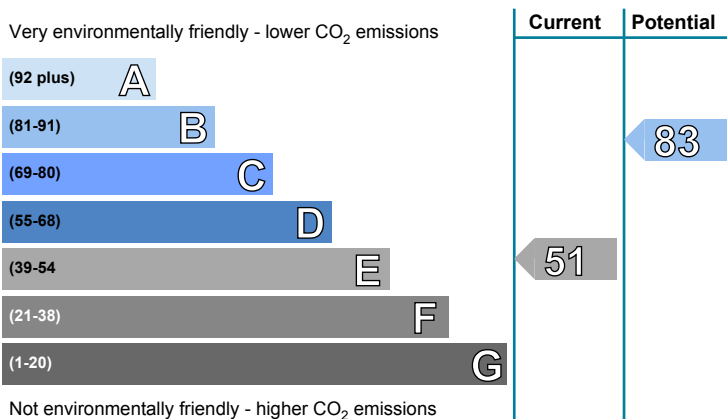 Current Potential
Very environmentally friendly - lower CO2 emissions
(92 plus) A
(81-91) B
83
(69-80) C
(55-68) D
(39-54 E
51
(21-38) F
(1-20) G
Not environmentally friendly - higher CO2 emissions